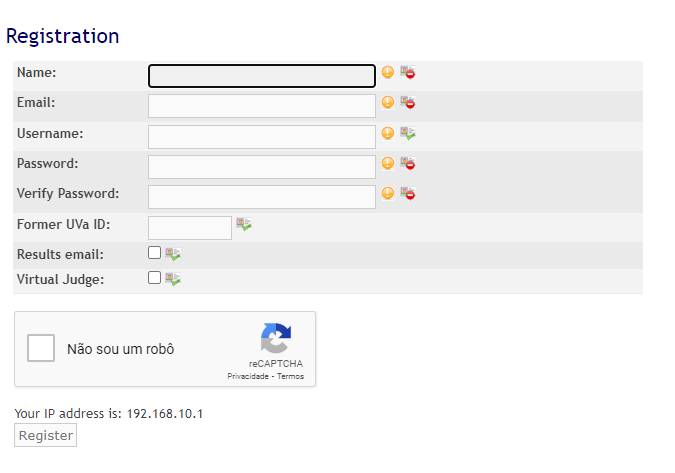 Registration
Name:
Email:
Username:
Password:
Verify Password:
Former UVa ID:
Results email:
Virtual Judge:
Não sou um robô
reCAPTCHA
Privacidade - Termos
Your IP address is: 192.168.10.1
Register